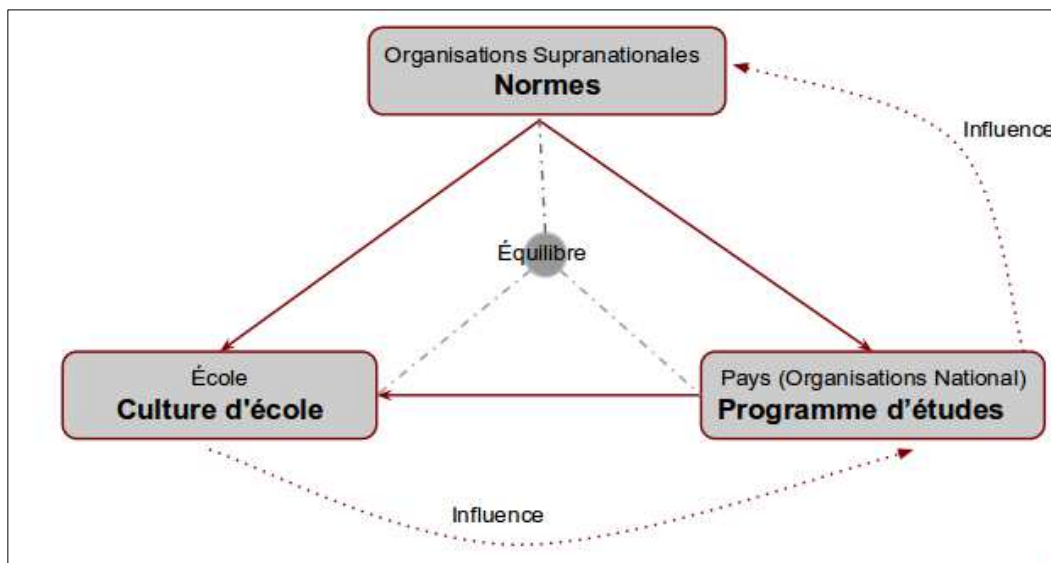 Organisations Supranationales
Normes
Influence
Équilibre
École
Culture d'école
Pays (Organisations National)
Programme d’études
Influence